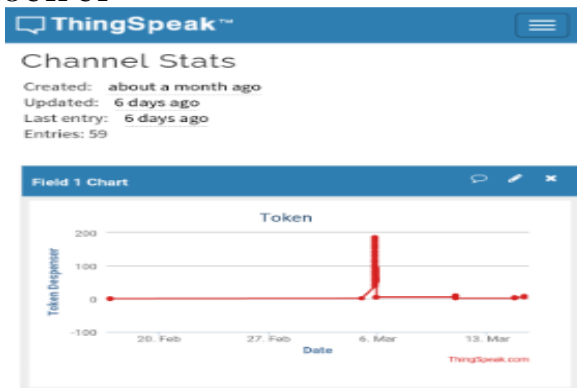 ThingSpeak™
Channel Stats
Created: about a month ago
Updated: 6 days ago
Last entry: 6 days ago
Entries: 59
Field 1 Chart
Token
200
100
0
-100
Token Despenser
20. Feb 27. Feb 6. Mar 13. Mar
Date
ThingSpeak.com